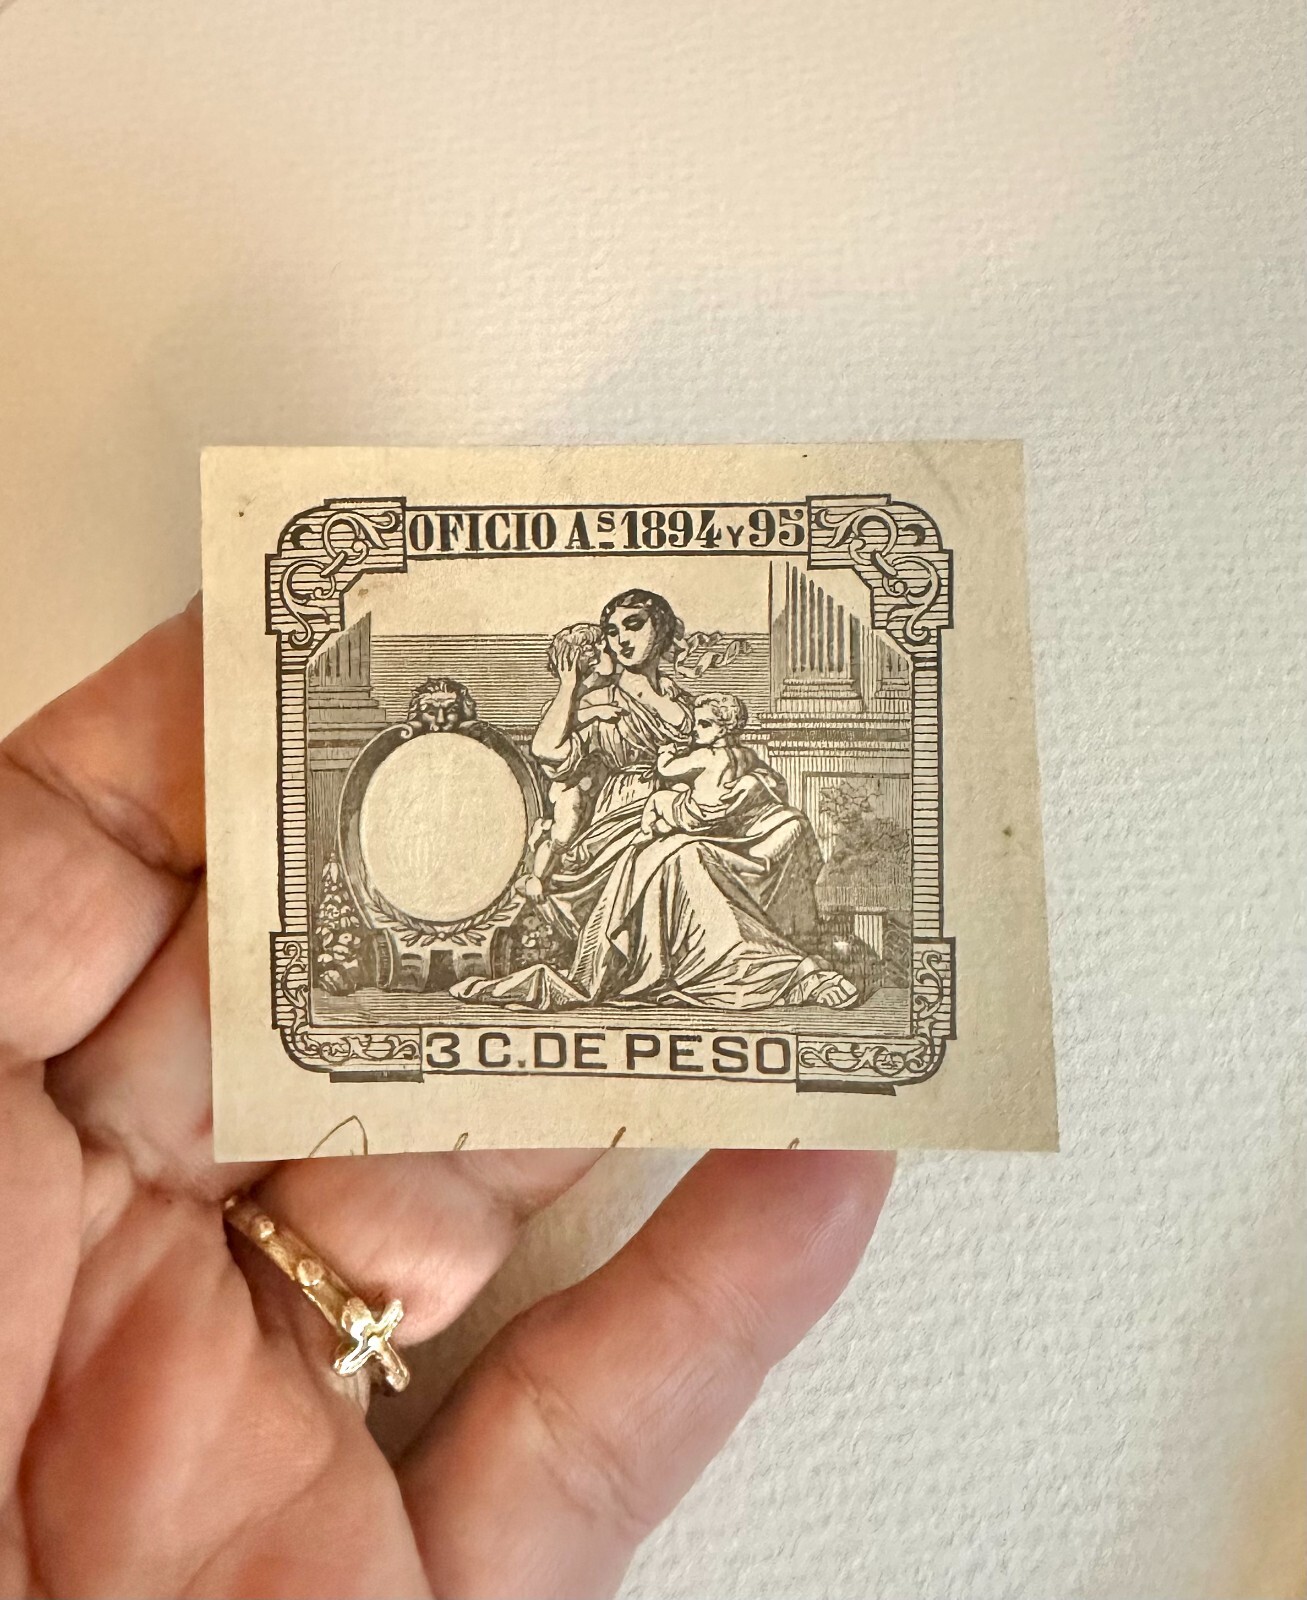 OFICIO Aˢ 1894 Y 95
3 C. DE PESO